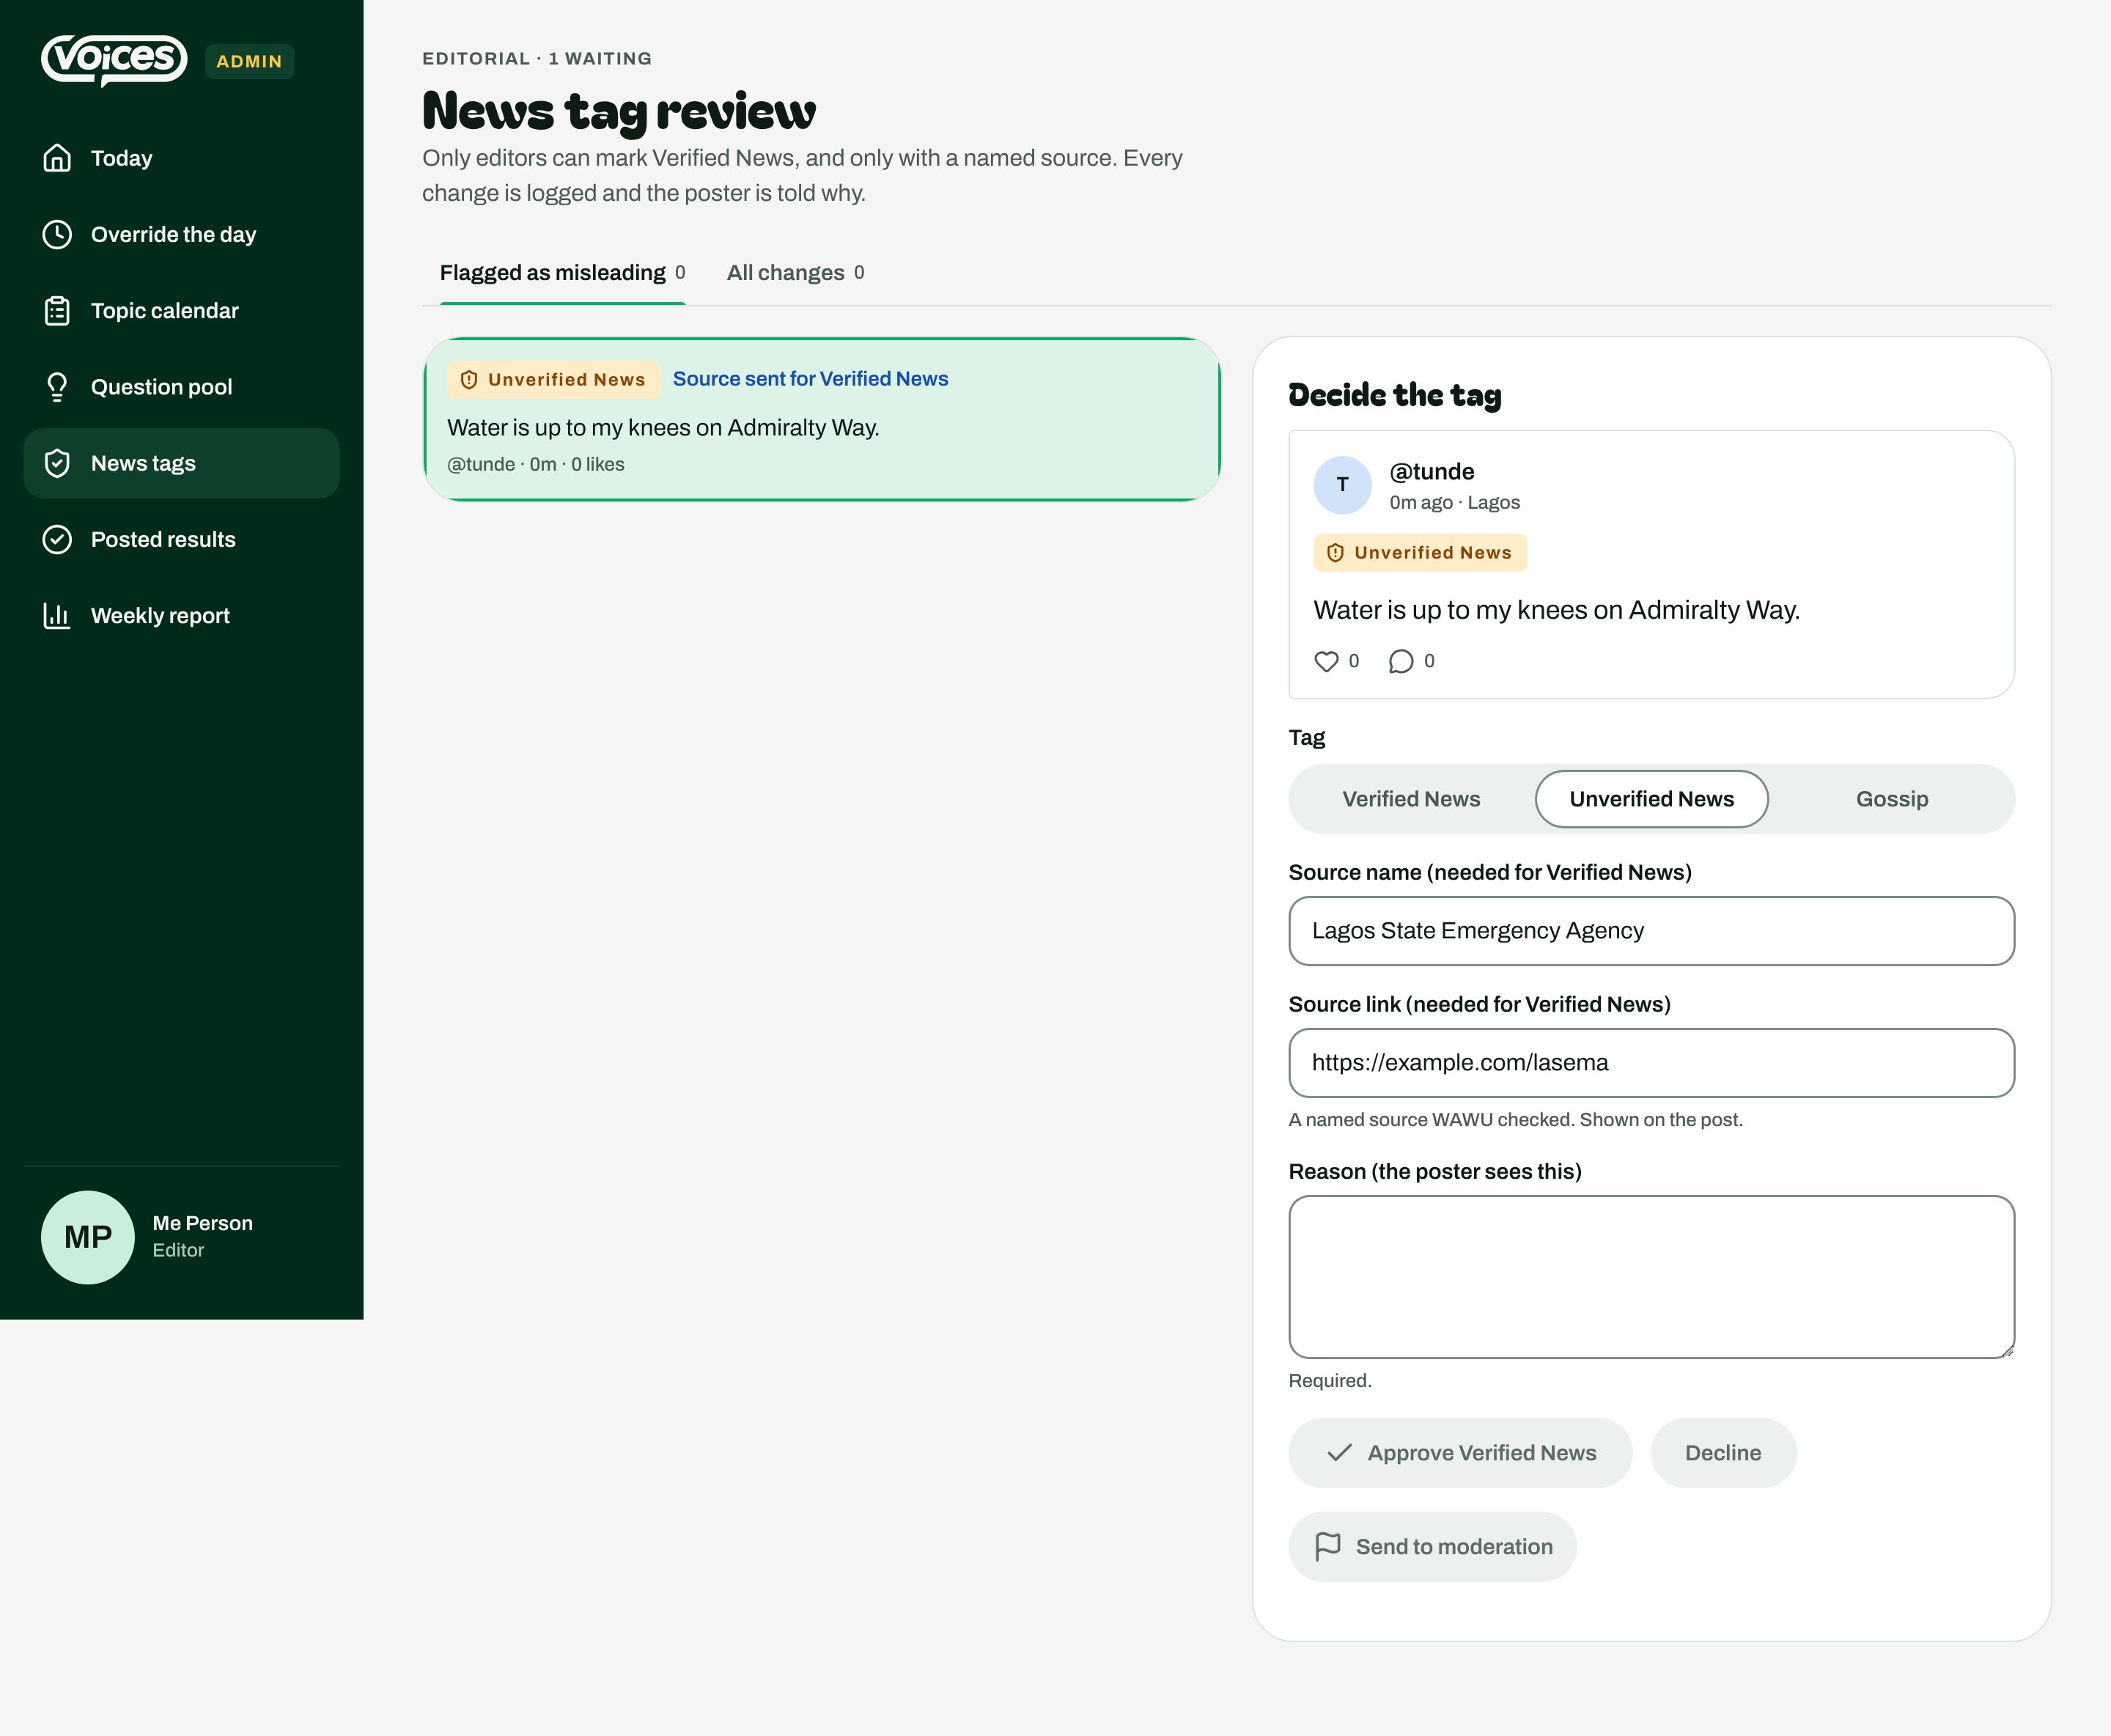 Voices
ADMIN
Today
Override the day
Topic calendar
Question pool
News tags
Posted results
Weekly report
MP
Me Person
Editor
EDITORIAL · 1 WAITING
News tag review
Only editors can mark Verified News, and only with a named source. Every
change is logged and the poster is told why.
Flagged as misleading 0
All changes 0
Unverified News
Source sent for Verified News
Water is up to my knees on Admiralty Way.
@tunde · 0m · 0 likes
Decide the tag
T
@tunde
0m ago · Lagos
Unverified News
Water is up to my knees on Admiralty Way.
0
0
Tag
Verified News
Unverified News
Gossip
Source name (needed for Verified News)
Lagos State Emergency Agency
Source link (needed for Verified News)
https://example.com/lasema
A named source WAWU checked. Shown on the post.
Reason (the poster sees this)
Required.
Approve Verified News
Decline
Send to moderation